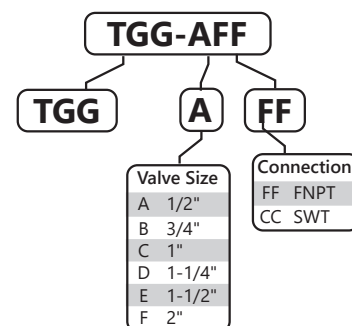 TGG-AFF
TGG
A
FF
Valve Size
A 1/2"
B 3/4"
C 1"
D 1-1/4"
E 1-1/2"
F 2"
Connection
FF FNPT
CC SWT